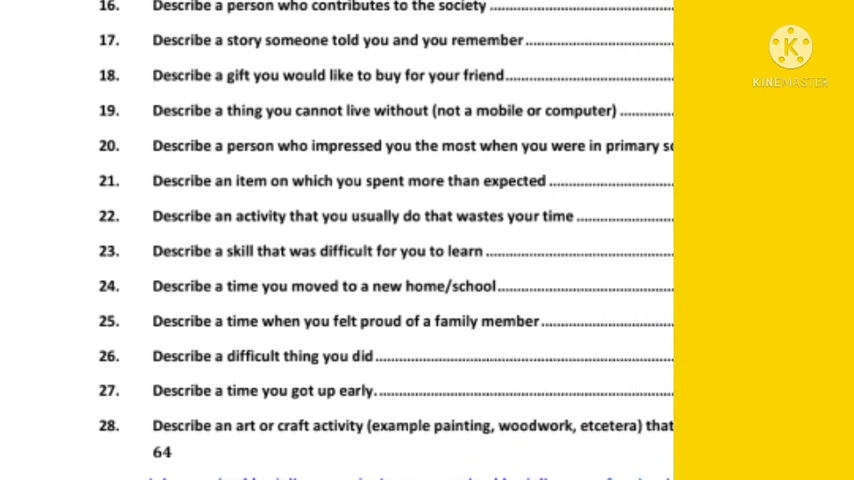 16. Describe a person who contributes to the society ........................................
17. Describe a story someone told you and you remember ................................
18. Describe a gift you would like to buy for your friend....................................
19. Describe a thing you cannot live without (not a mobile or computer) ............
20. Describe a person who impressed you the most when you were in primary sc
21. Describe an item on which you spent more than expected ..........................
22. Describe an activity that you usually do that wastes your time ....................
23. Describe a skill that was difficult for you to learn ........................................
24. Describe a time you moved to a new home/school......................................
25. Describe a time when you felt proud of a family member............................
26. Describe a difficult thing you did..................................................................
27. Describe a time you got up early..................................................................
28. Describe an art or craft activity (example painting, woodwork, etcetera) that
64
K
KINEMASTER